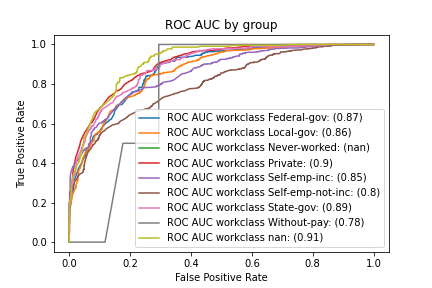 ROC AUC by group
1.0
0.8
0.6
0.4
0.2
0.0
True Positive Rate
ROC AUC workclass Federal-gov: (0.87)
ROC AUC workclass Local-gov: (0.86)
ROC AUC workclass Never-worked: (nan)
ROC AUC workclass Private: (0.9)
ROC AUC workclass Self-emp-inc: (0.85)
ROC AUC workclass Self-emp-not-inc: (0.8)
ROC AUC workclass State-gov: (0.89)
ROC AUC workclass Without-pay: (0.78)
ROC AUC workclass nan: (0.91)
0.0 0.2 0.4 0.6 0.8 1.0
False Positive Rate